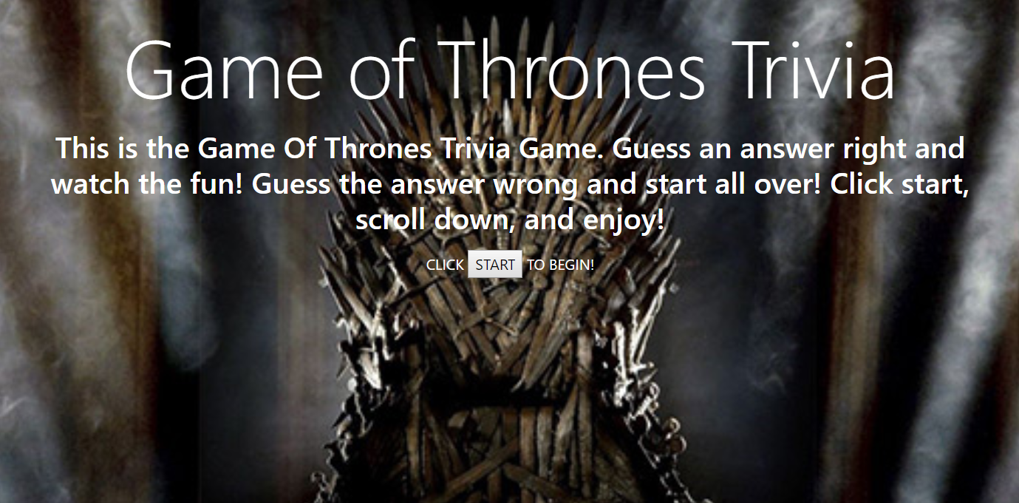 Game of Thrones Trivia
This is the Game Of Thrones Trivia Game. Guess an answer right and
watch the fun! Guess the answer wrong and start all over! Click start,
scroll down, and enjoy!
CLICK START TO BEGIN!